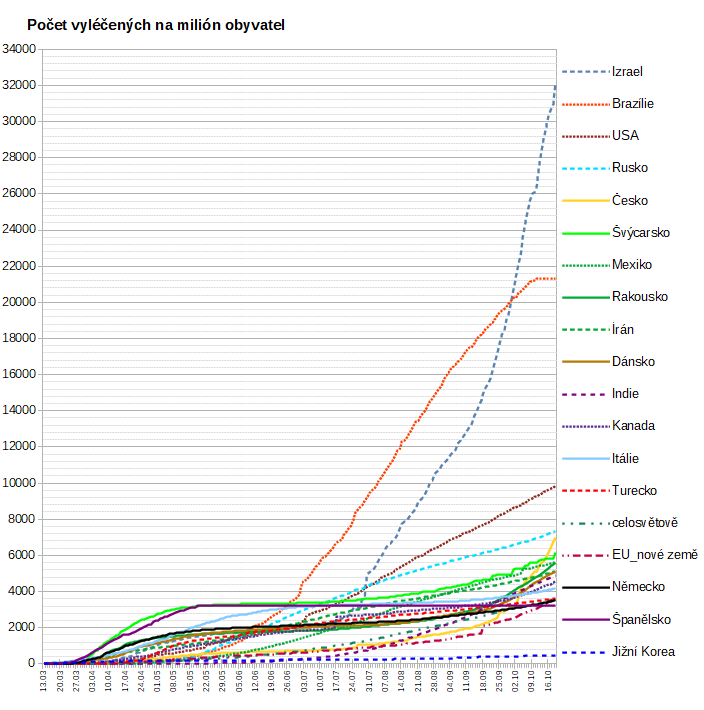 Počet vyléčených na milión obyvatel
34000
32000
30000
28000
26000
24000
22000
20000
18000
16000
14000
12000
10000
8000
6000
4000
2000
0
13.03
20.03
27.03
03.04
10.04
17.04
24.04
01.05
08.05
15.05
22.05
29.05
05.06
12.06
19.06
26.06
03.07
10.07
17.07
24.07
31.07
07.08
14.08
21.08
28.08
04.09
11.09
18.09
25.09
02.10
09.10
16.10
Izrael
Brazílie
USA
Rusko
Česko
Švýcarsko
Mexiko
Rakousko
Írán
Dánsko
Indie
Kanada
Itálie
Turecko
celosvětově
EU_nové země
Německo
Španělsko
Jižní Korea